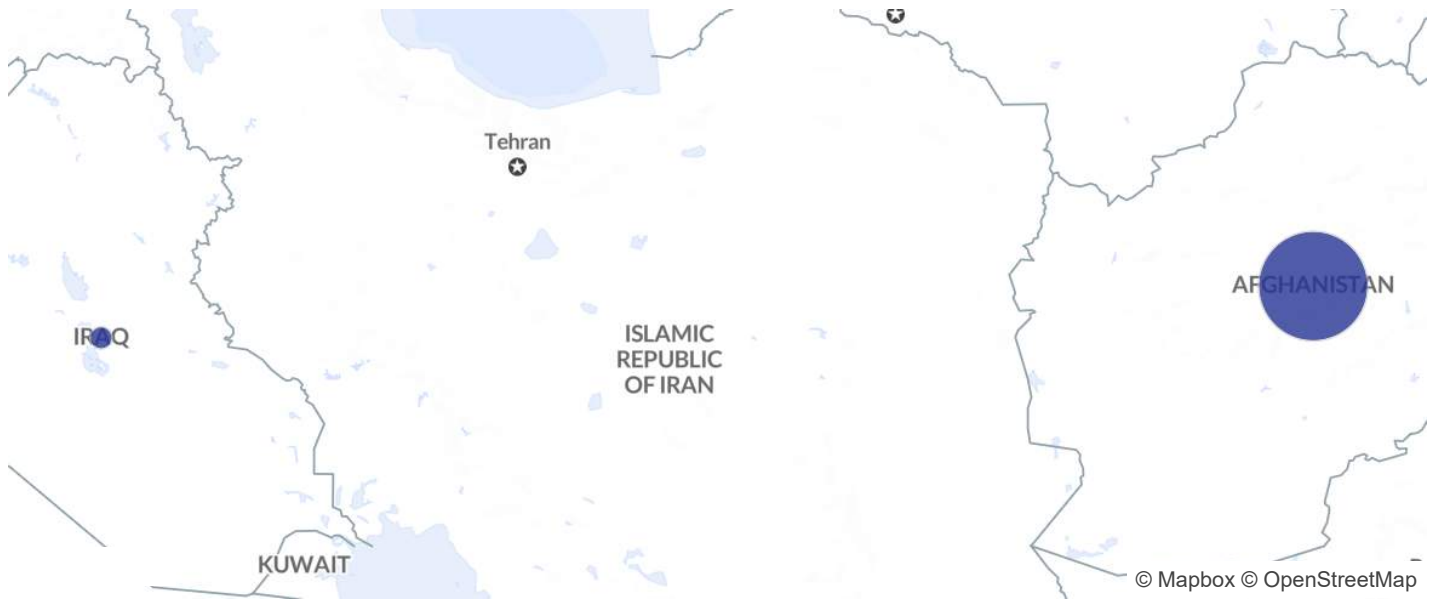 Tehran
AFGHANISTAN
IRAQ
ISLAMIC
REPUBLIC
OF IRAN
KUWAIT
© Mapbox © OpenStreetMap